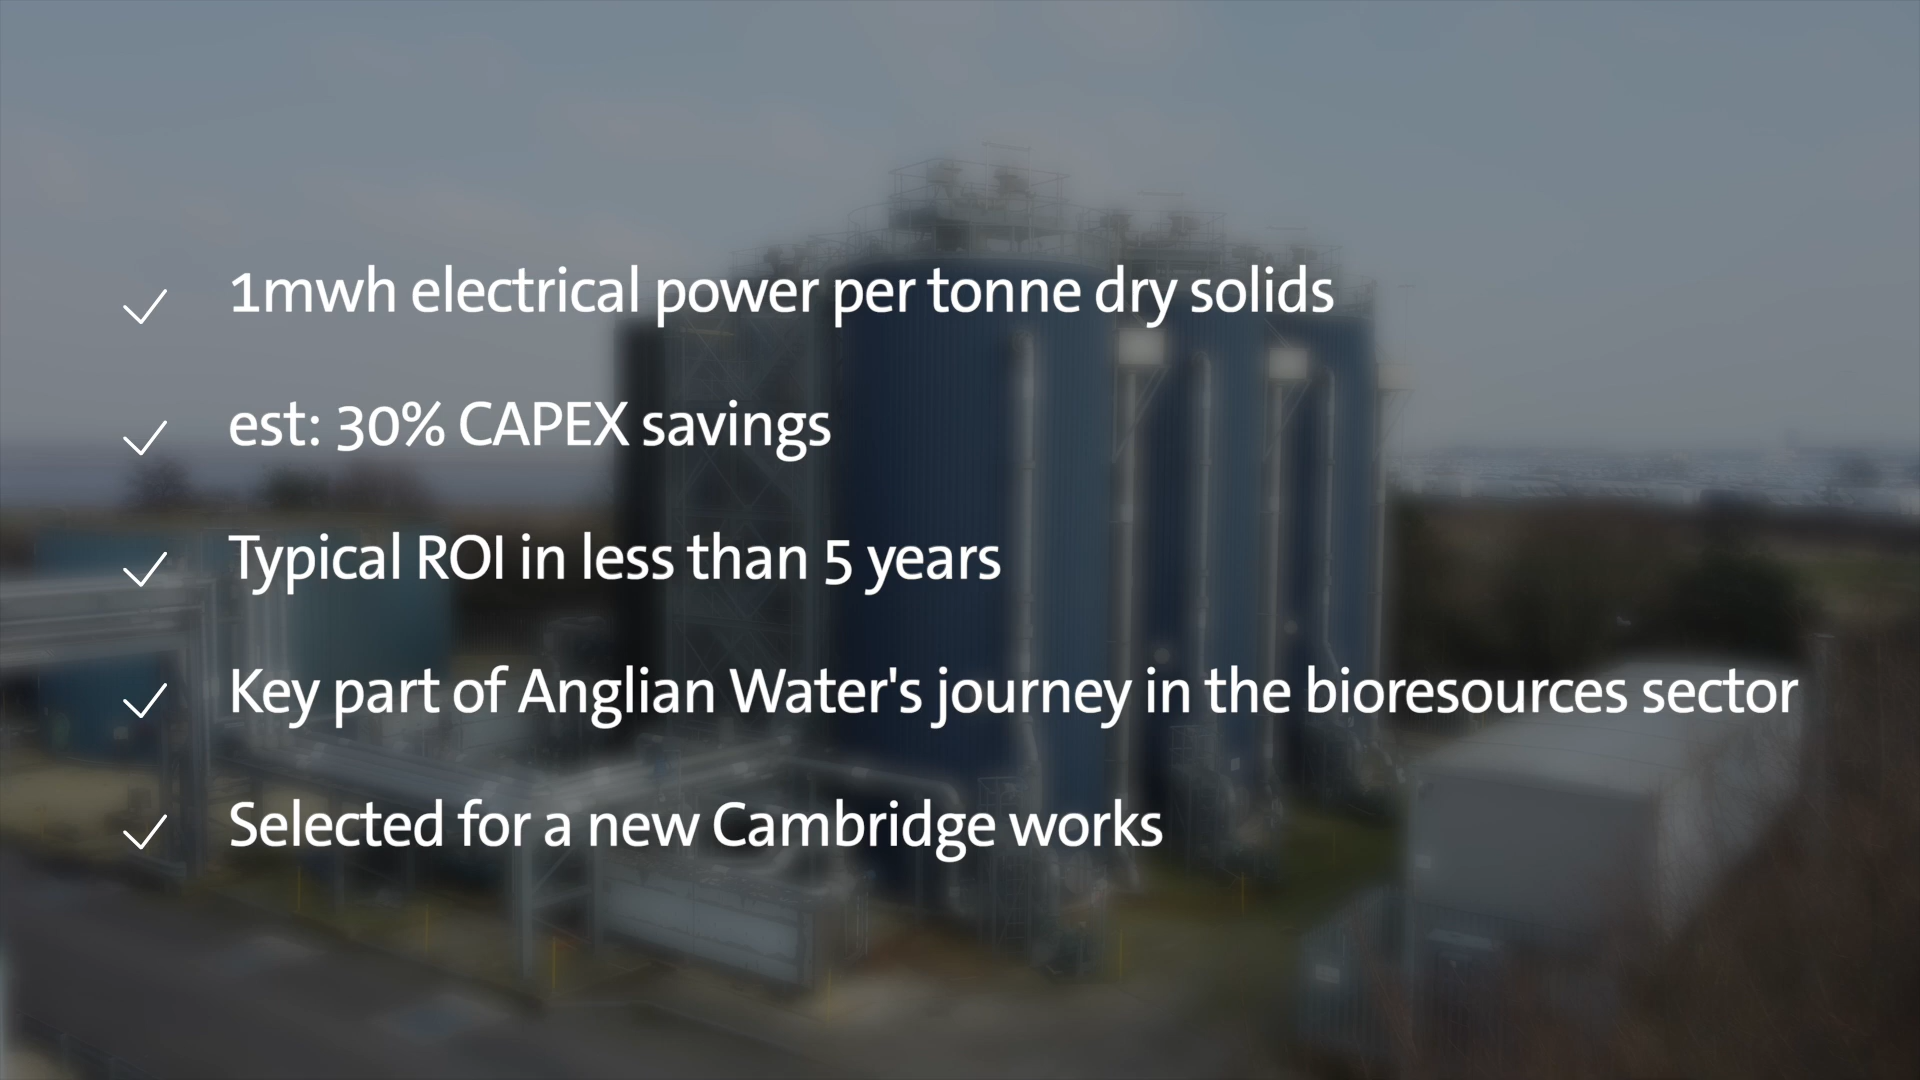 1mwh electrical power per tonne dry solids
est: 30% CAPEX savings
Typical ROI in less than 5 years
Key part of Anglian Water's journey in the bioresources sector
Selected for a new Cambridge works